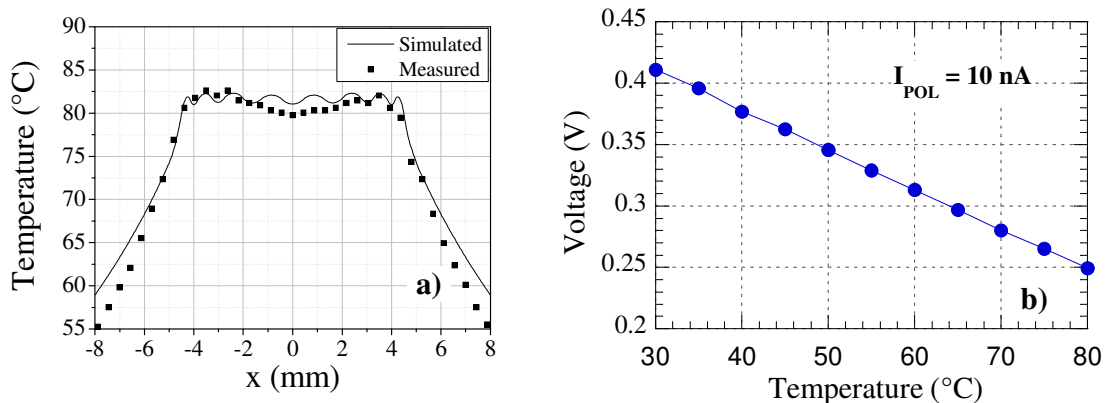 90
85
80
75
70
65
60
55
Temperature (°C)
Simulated
Measured
a)
-8 -6 -4 -2 0 2 4 6 8
x (mm)
0.45
0.4
0.35
0.3
0.25
0.2
Voltage (V)
I_POL = 10 nA
b)
30 40 50 60 70 80
Temperature (°C)